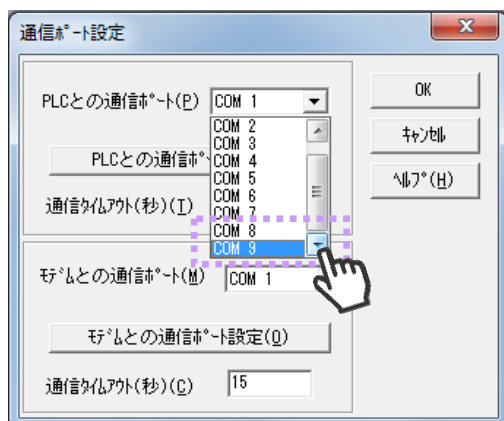 通信ﾎﾟｰﾄ設定
PLCとの通信ﾎﾟｰﾄ(P)
COM 1
OK
COM 2
COM 3
COM 4
COM 5
COM 6
COM 7
COM 8
COM 9
ｷｬﾝｾﾙ
PLCとの通信ﾎﾟ
ﾍﾙﾌﾟ(H)
通信ﾀｲﾑｱｳﾄ(秒)(T)
ﾓﾃﾞﾑとの通信ﾎﾟｰﾄ(M)
COM 1
ﾓﾃﾞﾑとの通信ﾎﾟｰﾄ設定(O)
通信ﾀｲﾑｱｳﾄ(秒)(C)
15